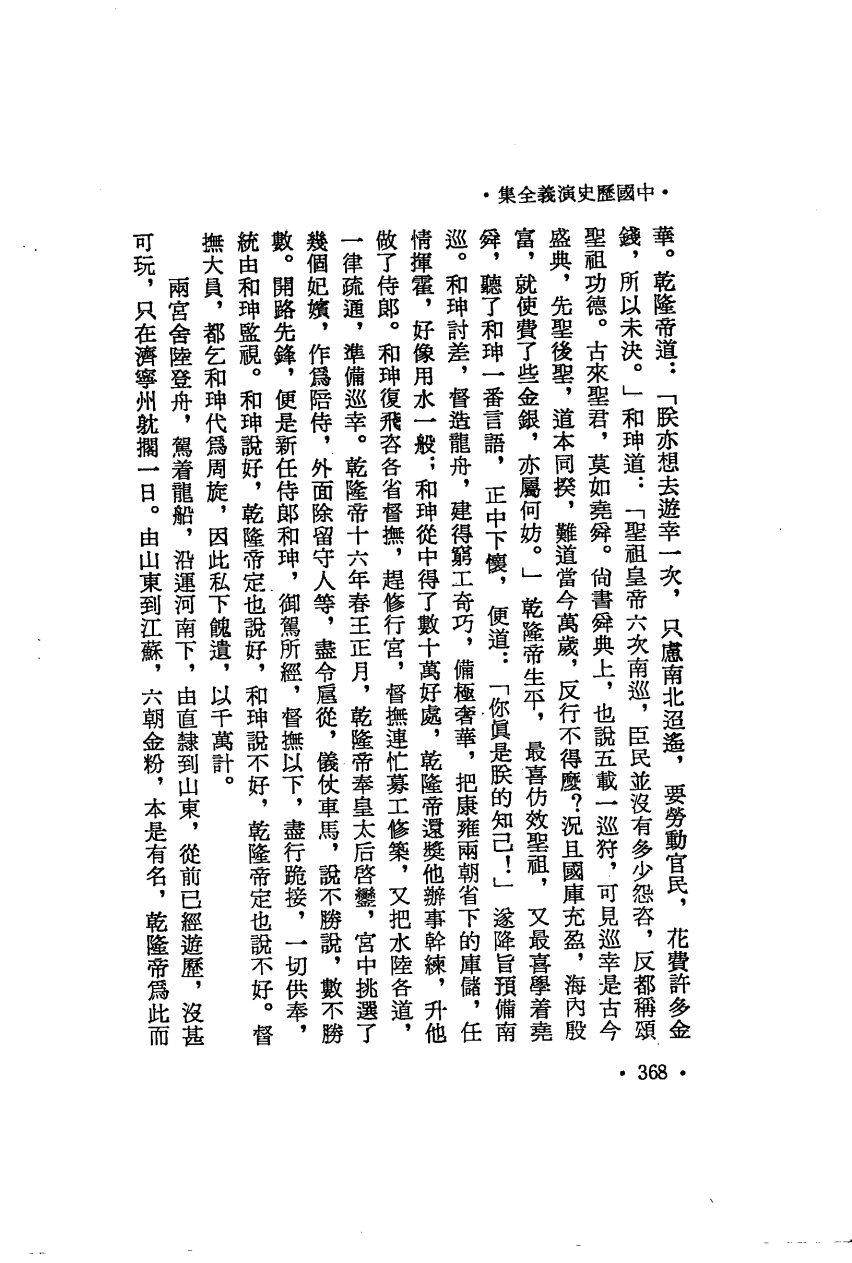 •中國歷史演義全集•
華。乾隆帝道：「朕亦想去遊幸一次，只慮南北迢遙，要勞動官民，花費許多金
錢，所以未決。」和珅道：「聖祖皇帝六次南巡，臣民並沒有多少怨咨，反都稱頌
聖祖功德。古來聖君，莫如堯舜。尙書舜典上，也說五載一巡狩，可見巡幸是古今
盛典，先聖後聖，道本同揆，難道當今萬歲，反行不得麼？況且國庫充盈，海內殷
富，就使費了些金銀，亦屬何妨。」乾隆帝生平，最喜仿效聖祖，又最喜學着堯
舜，聽了和珅一番言語，正中下懷，便道：「你眞是朕的知己！」遂降旨預備南
巡。和珅討差，督造龍舟，建得窮工奇巧，備極奢華，把康雍兩朝省下的庫儲，任
情揮霍，好像用水一般；和珅從中得了數十萬好處，乾隆帝還獎他辦事幹練，升他
做了侍郎。和珅復飛咨各省督撫，趕修行宮，督撫連忙募工修築，又把水陸各道，
一律疏通，準備巡幸。乾隆帝十六年春王正月，乾隆帝奉皇太后啓鑾，宮中挑選了
幾個妃嬪，作爲陪侍，外面除留守人等，盡令扈從，儀仗車馬，說不勝說，數不勝
數。開路先鋒，便是新任侍郎和珅，御駕所經，督撫以下，盡行跪接，一切供奉，
統由和珅監視。和珅說好，乾隆帝定也說好，和珅說不好，乾隆帝定也說不好。督
撫大員，都乞和珅代爲周旋，因此私下餽遺，以千萬計。
兩宮舍陸登舟，駕着龍船，沿運河南下，由直隸到山東，從前已經遊歷，沒甚
可玩，只在濟寧州躭擱一日。由山東到江蘇，六朝金粉，本是有名，乾隆帝爲此而
•368•